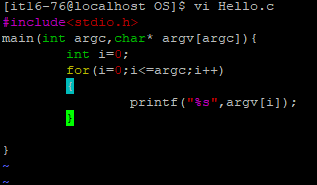 [it16-76@localhost OS]$ vi Hello.c
#include<stdio.h>
main(int argc,char* argv[argc]){
        int i=0;
        for(i=0;i<=argc;i++)
        {
                printf("%s",argv[i]);
        }

}
~
~